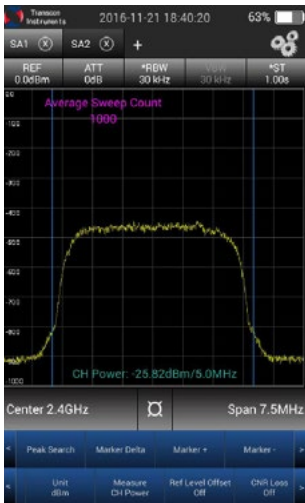 Transcom Instruments 2016-11-21 18:40:20 63%
SA1 SA2 +
REF ATT *RBW VBW *ST
0.0dBm 0dB 30 kHz 30 kHz 1.00s
Average Sweep Count
1000
CH Power: -25.82dBm/5.0MHz
Center 2.4GHz Span 7.5MHz
< Peak Search Marker Delta Marker + Marker - >
< Unit Measure Ref Level Offset CNR Loss >
dBm CH Power Off Off